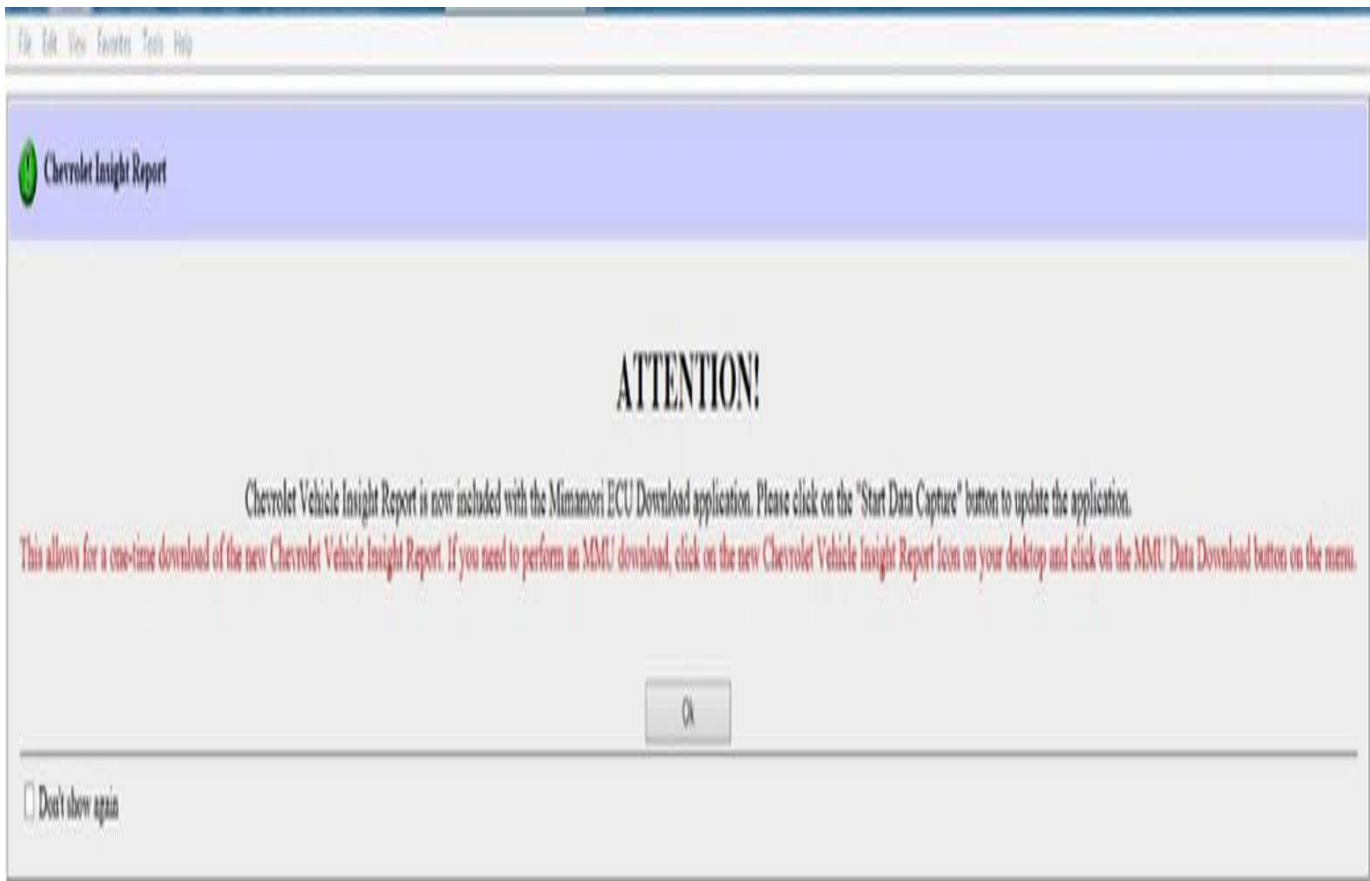 File Edit View Favorites Tools Help
Chevrolet Insight Report
ATTENTION!
Chevrolet Vehicle Insight Report is now included with the Mimamori ECU Download application. Please click on the "Start Data Capture" button to update the application.
This allows for a one-time download of the new Chevrolet Vehicle Insight Report. If you need to perform an MMU download, click on the new Chevrolet Vehicle Insight Report Icon on your desktop and click on the MMU Data Download button on the menu.
Ok
Don't show again